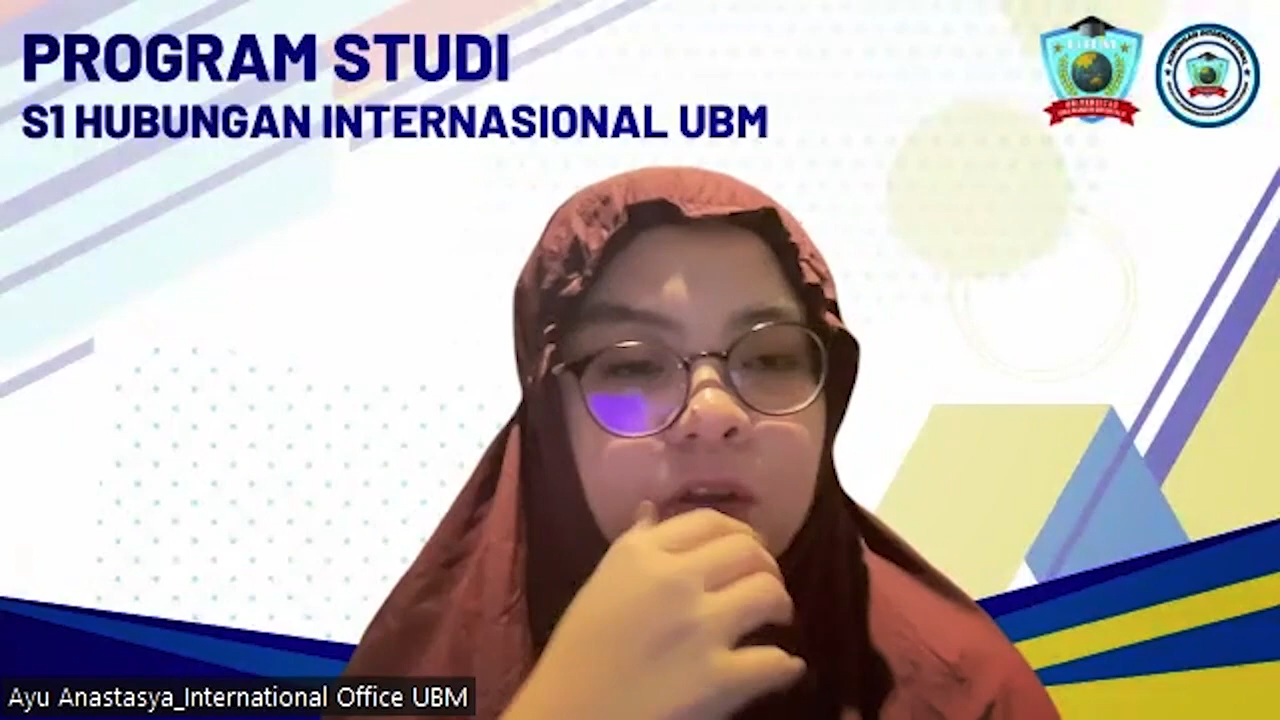 PROGRAM STUDI
S1 HUBUNGAN INTERNASIONAL UBM
Ayu Anastasya_International Office UBM